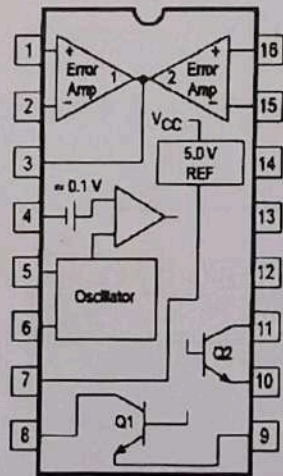 1
16
+
Error
1
Amp
−
2
Error
+
Amp
−
2
15
VCC
3
5.0 V
REF
14
≈ 0.1 V
4
13
5
12
Oscillator
6
11
Q2
7
10
Q1
8
9